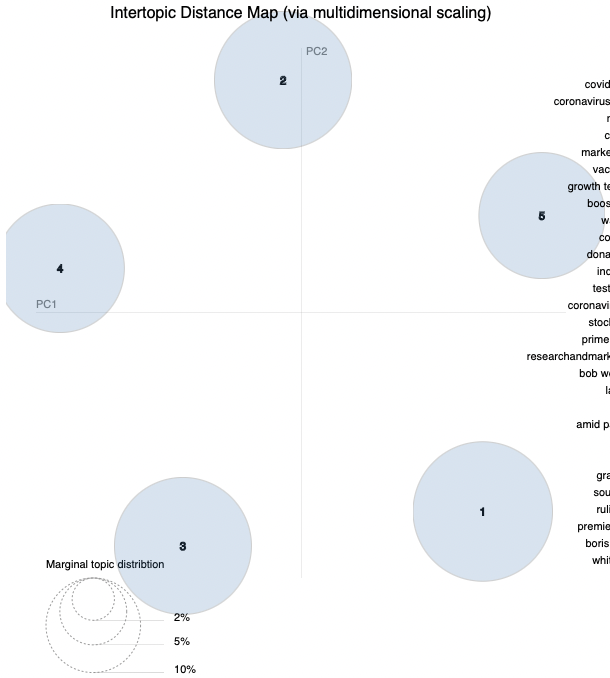 Intertopic Distance Map (via multidimensional scaling)
PC2
2
5
4
PC1
1
3
Marginal topic distribtion
2%
5%
10%
covid
coronavirus
marke
vac
growth te
boos
w
co
dona
inc
test
coronavi
stoc
prime
researchandmark
bob w
la
amid p
gra
sou
ruli
premie
boris
whit